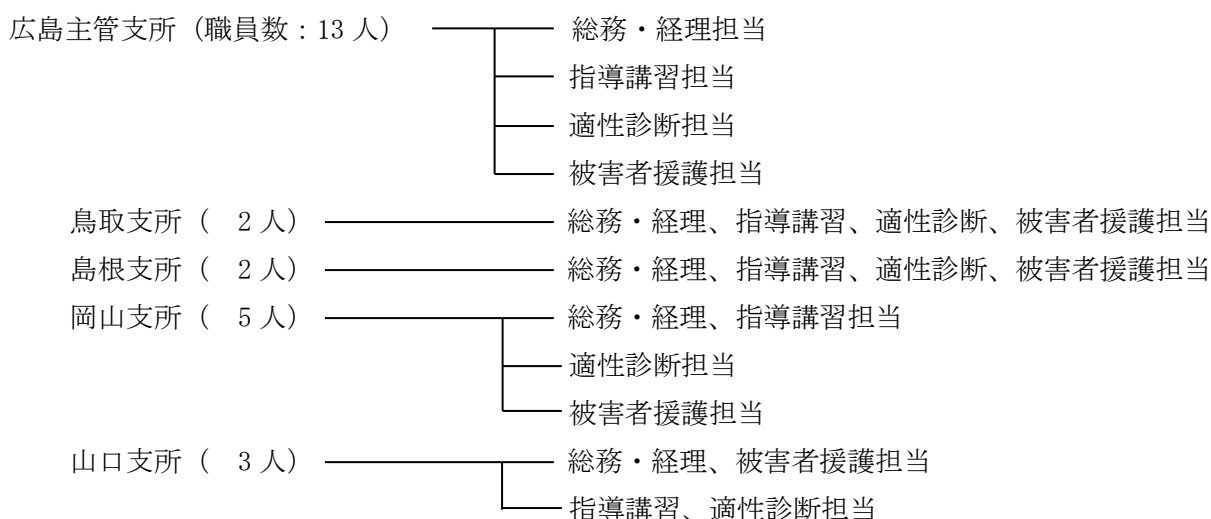 広島主管支所（職員数：13 人） 総務・経理担当
指導講習担当
適性診断担当
被害者援護担当
鳥取支所（ 2 人） 総務・経理、指導講習、適性診断、被害者援護担当
島根支所（ 2 人） 総務・経理、指導講習、適性診断、被害者援護担当
岡山支所（ 5 人） 総務・経理、指導講習担当
適性診断担当
被害者援護担当
山口支所（ 3 人） 総務・経理、被害者援護担当
指導講習、適性診断担当